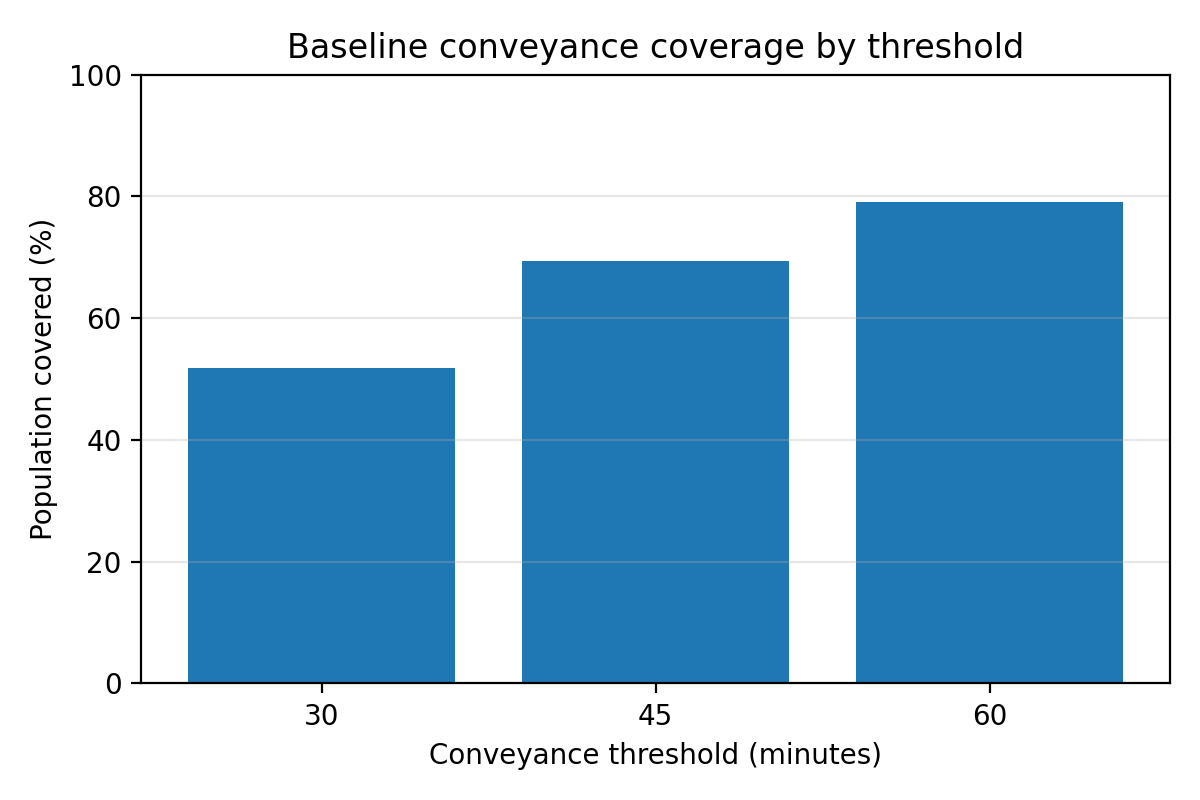 Baseline conveyance coverage by threshold
100
80
60
40
20
0
Population covered (%)
30 45 60
Conveyance threshold (minutes)